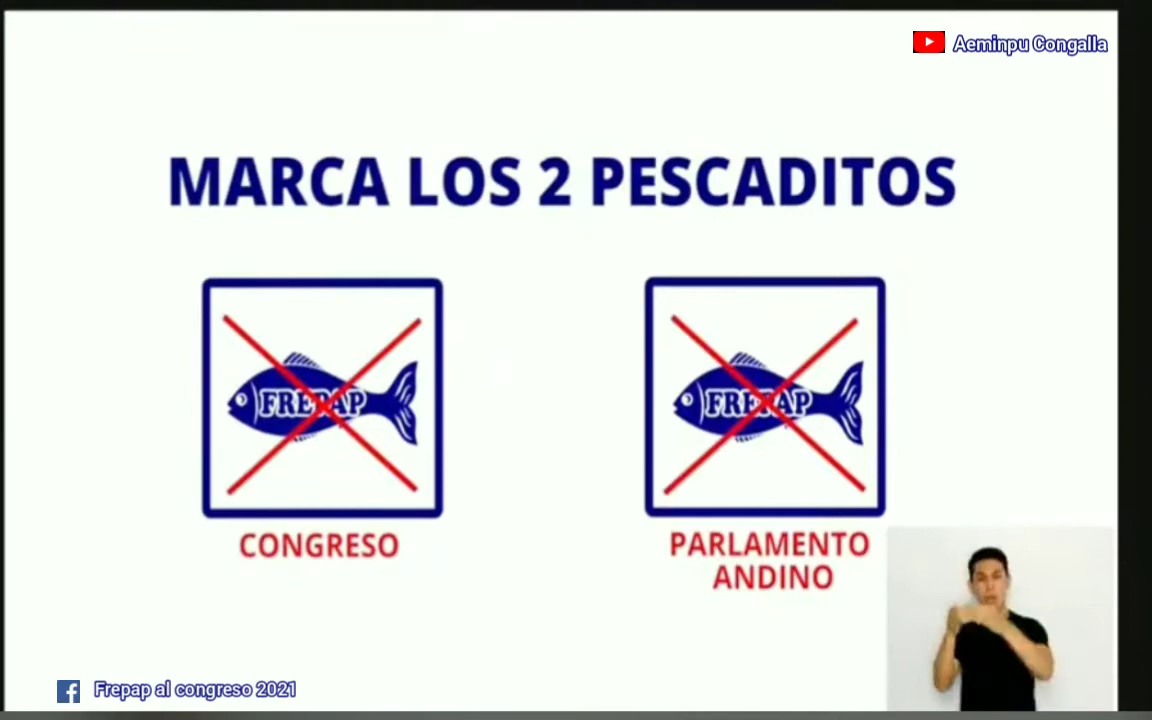 Aeminpu Congalla
MARCA LOS 2 PESCADITOS
FREPAP
FREPAP
CONGRESO
PARLAMENTO
ANDINO
Frepap al congreso 2021